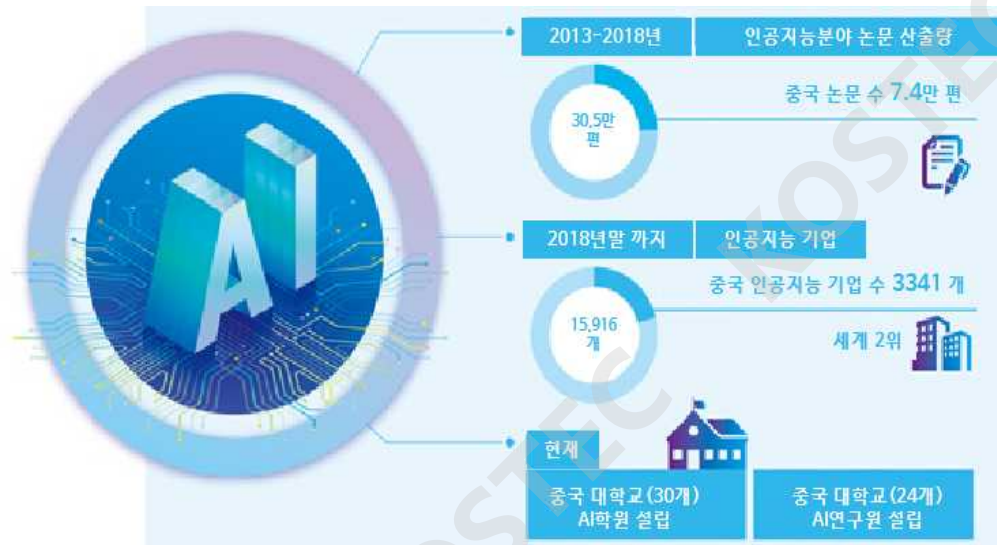 AI
2013-2018년 인공지능분야 논문 산출량
30,5만
편
중국 논문 수 7.4만 편
2018년말 까지 인공지능 기업
중국 인공지능 기업 수 3341 개
15,916
개
세계 2위
현재
중국 대학교(30개)
AI학원 설립
중국 대학교(24개)
AI연구원 설립
KOSTEC
KOSTEC